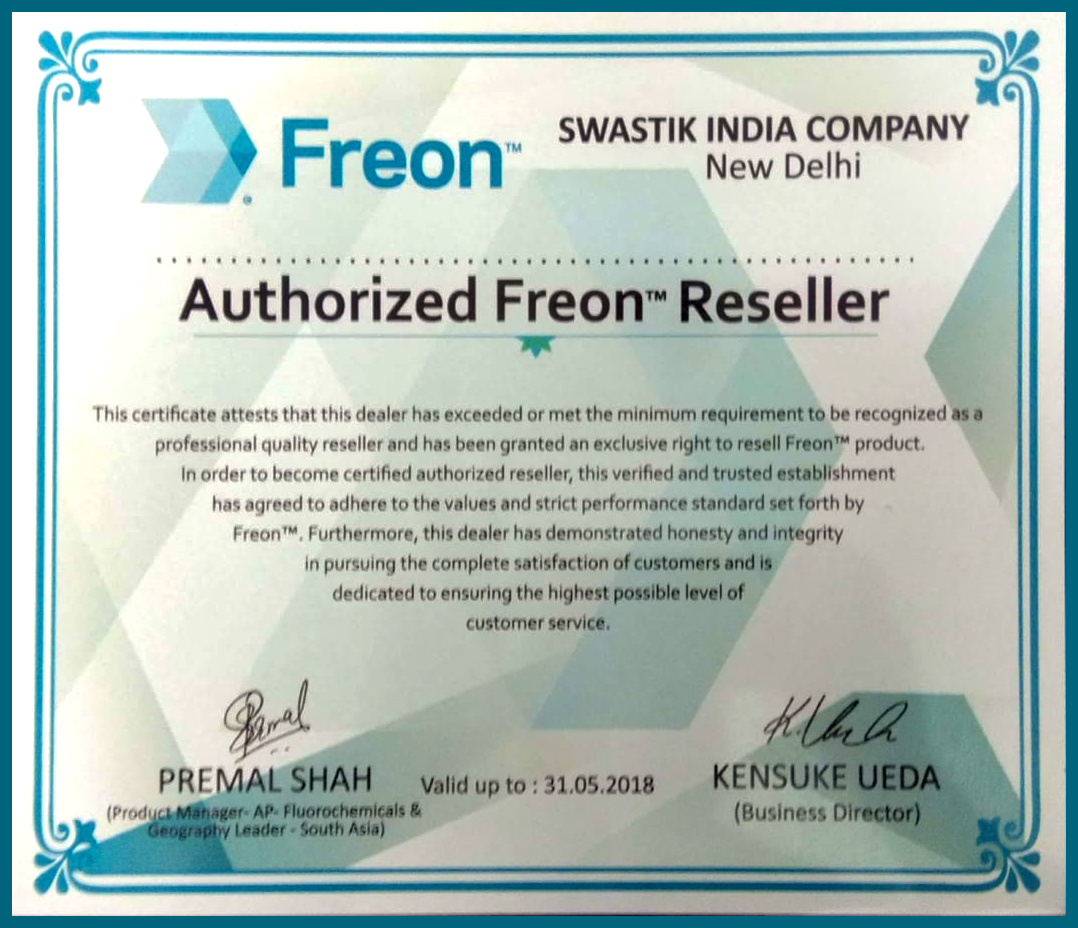 Freon™
SWASTIK INDIA COMPANY
New Delhi
Authorized Freon™ Reseller
This certificate attests that this dealer has exceeded or met the minimum requirement to be recognized as a
professional quality reseller and has been granted an exclusive right to resell Freon™ product.
In order to become certified authorized reseller, this verified and trusted establishment
has agreed to adhere to the values and strict performance standard set forth by
Freon™. Furthermore, this dealer has demonstrated honesty and integrity
in pursuing the complete satisfaction of customers and is
dedicated to ensuring the highest possible level of
customer service.
PREMAL SHAH
(Product Manager- AP- Fluorochemicals &
Geography Leader - South Asia)
Valid up to : 31.05.2018
KENSUKE UEDA
(Business Director)